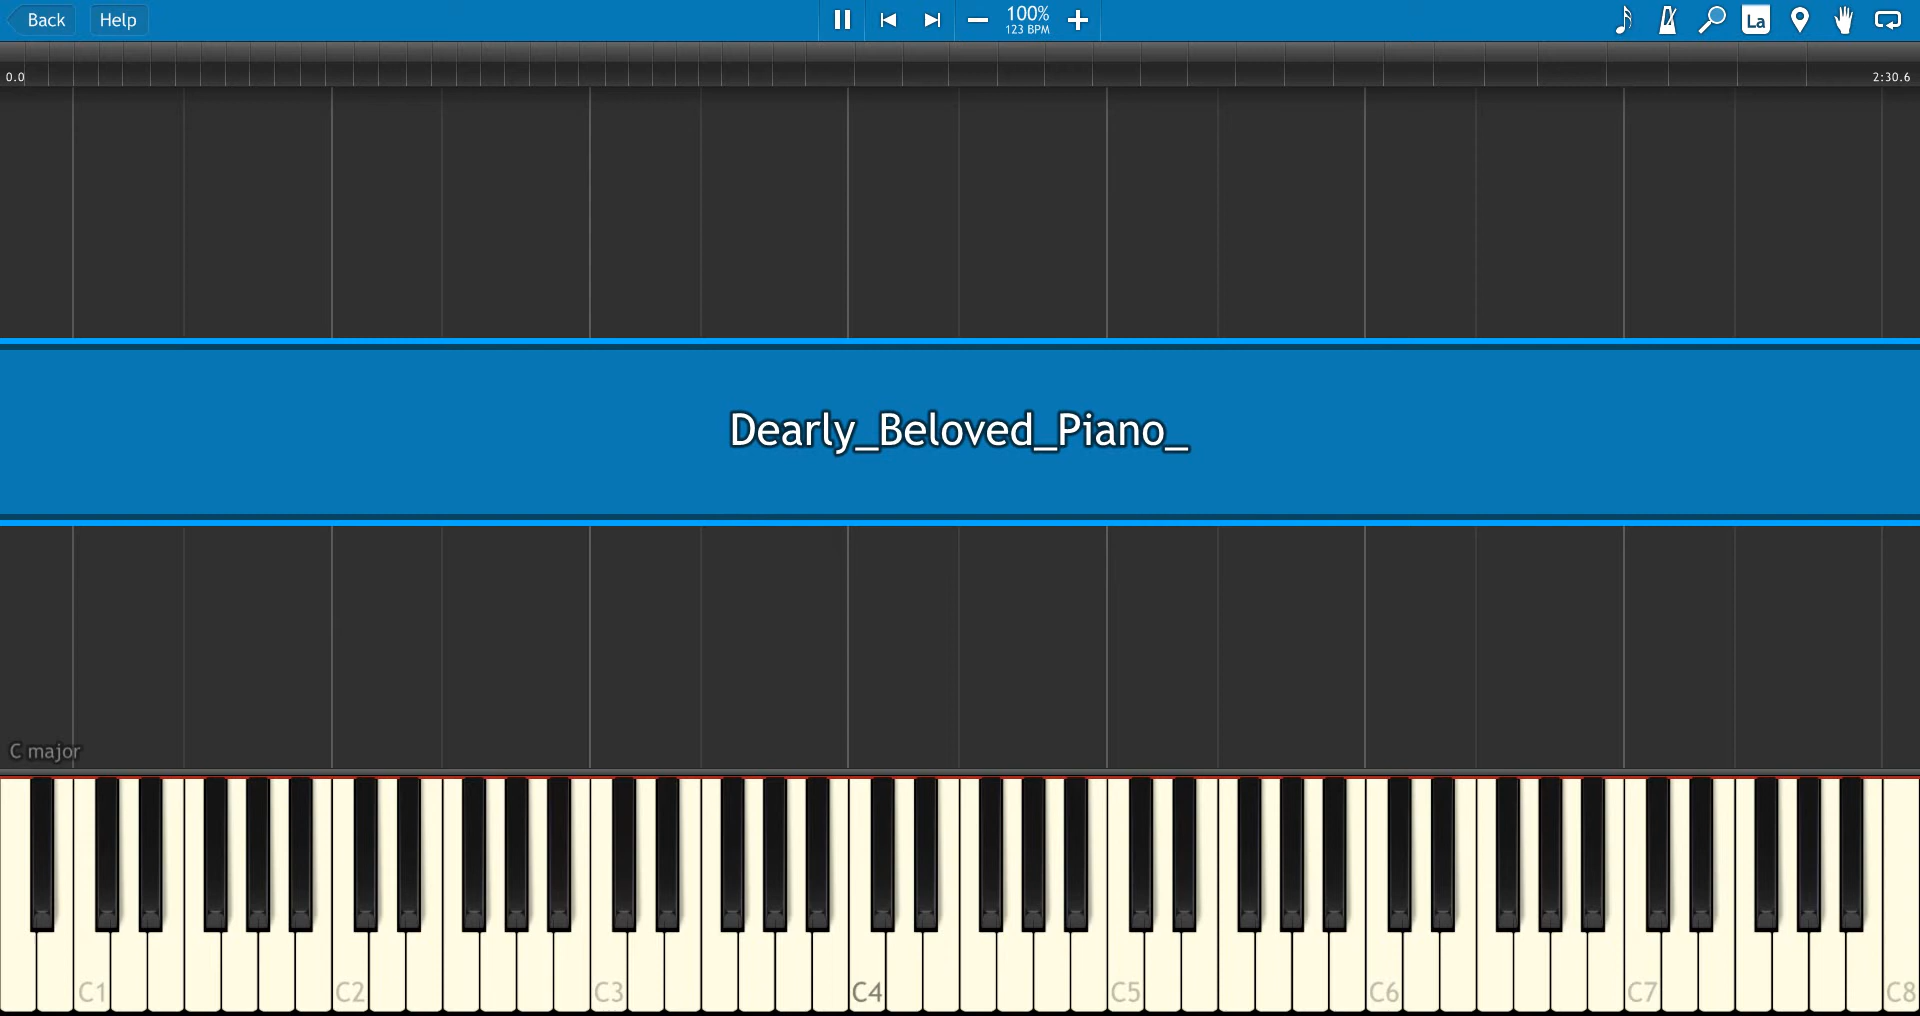 Back
Help
100%
123 BPM
La
0.0
2:30.6
Dearly_Beloved_Piano_
C major
C1
C2
C3
C4
C5
C6
C7
C8